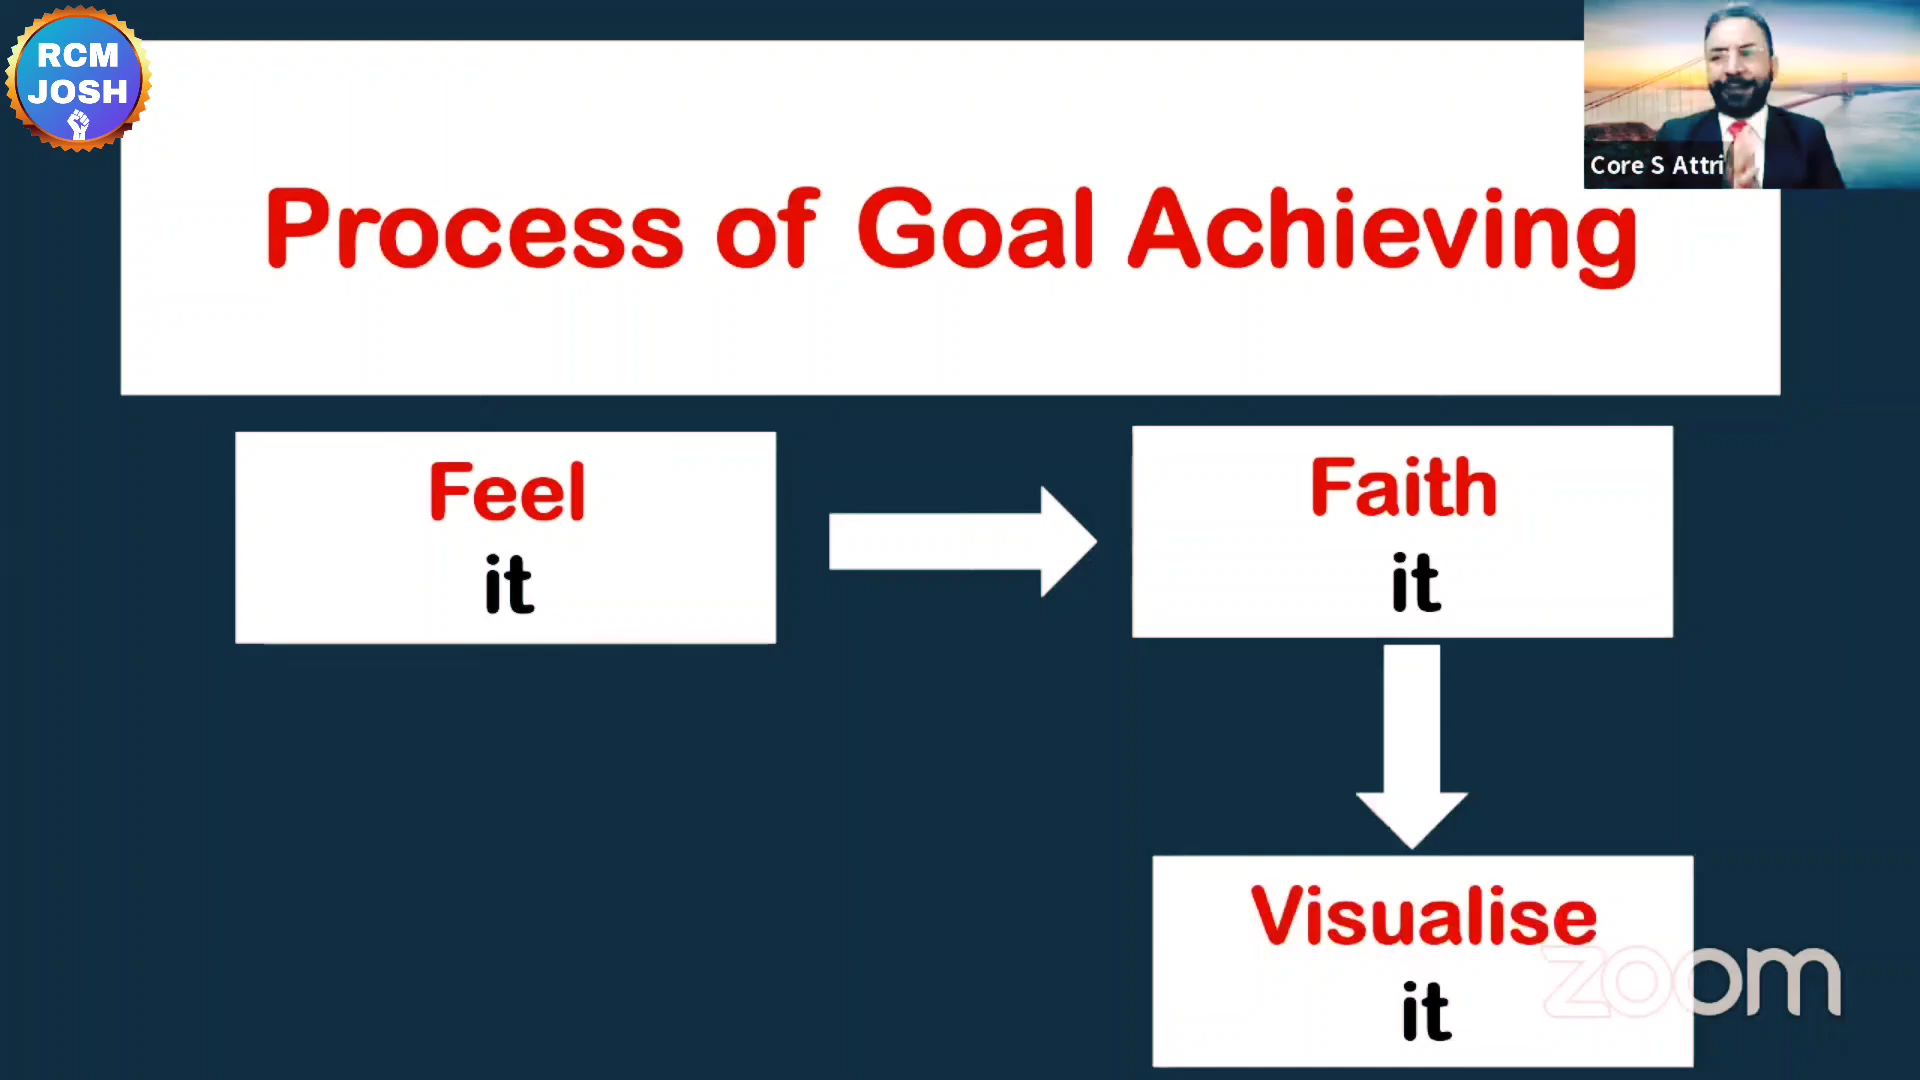 RCM
JOSH
Core S Attri
Process of Goal Achieving
Feel
it
Faith
it
Visualise
it
zoom